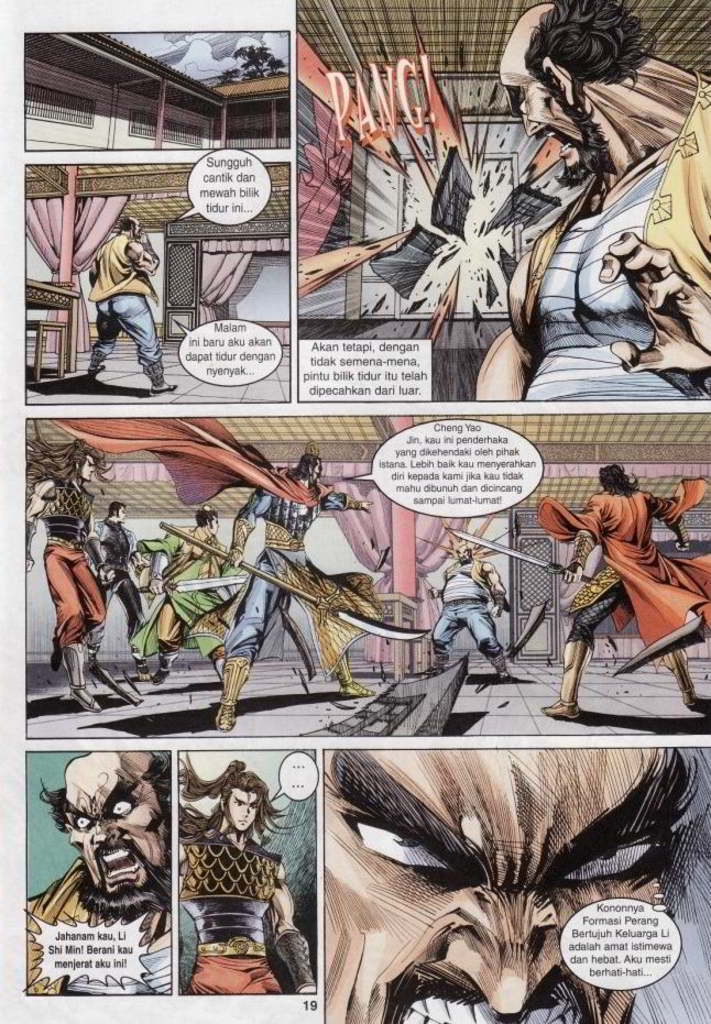 Sungguh
cantik dan
mewah bilik
tidur ini...
Malam
ini baru aku akan
dapat tidur dengan
nyenyak...
PANG!
Akan tetapi, dengan
tidak semena-mena,
pintu bilik tidur itu telah
dipecahkan dari luar.
Cheng Yao
Jin, kau ini penderhaka
yang dikehendaki oleh pihak
istana. Lebih baik kau menyerahkan
diri kepada kami jika kau tidak
mahu dibunuh dan dicincang
sampai lumat-lumat!
Jahanam kau, Li
Shi Min! Berani kau
menjerat aku ini!
...
...
Kononnya
Formasi Perang
Bertujuh Keluarga Li
adalah amat istimewa
dan hebat. Aku mesti
berhati-hati...
19